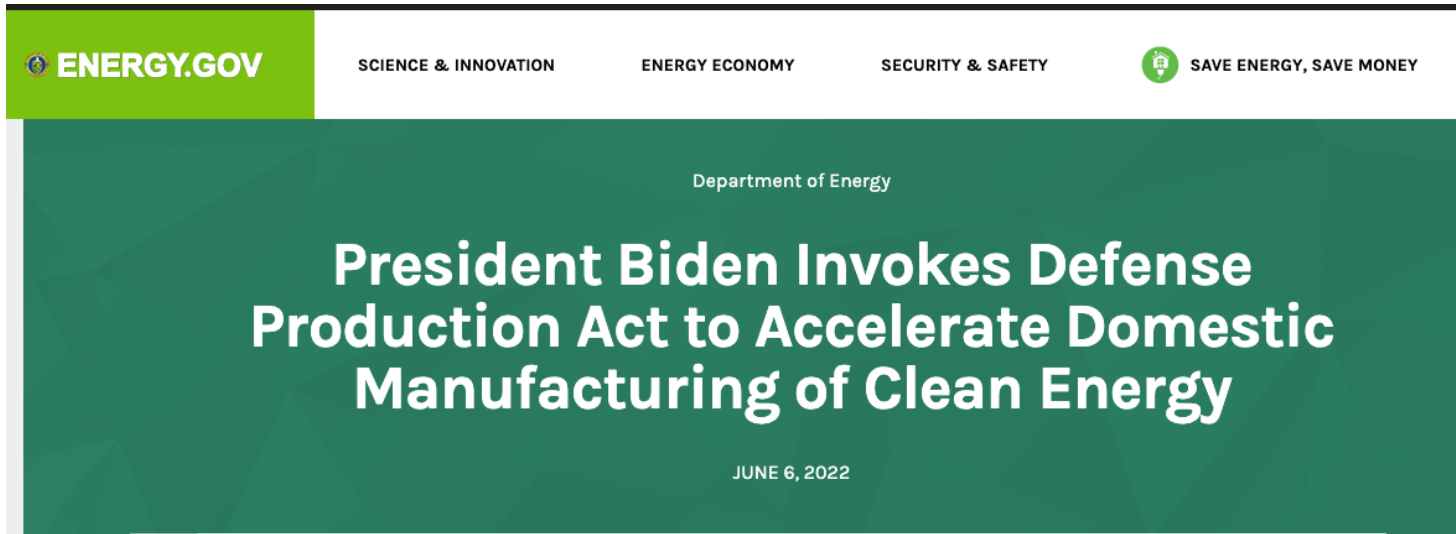 ENERGY.GOV
SCIENCE & INNOVATION
ENERGY ECONOMY
SECURITY & SAFETY
SAVE ENERGY, SAVE MONEY
Department of Energy
President Biden Invokes Defense
Production Act to Accelerate Domestic
Manufacturing of Clean Energy
JUNE 6, 2022